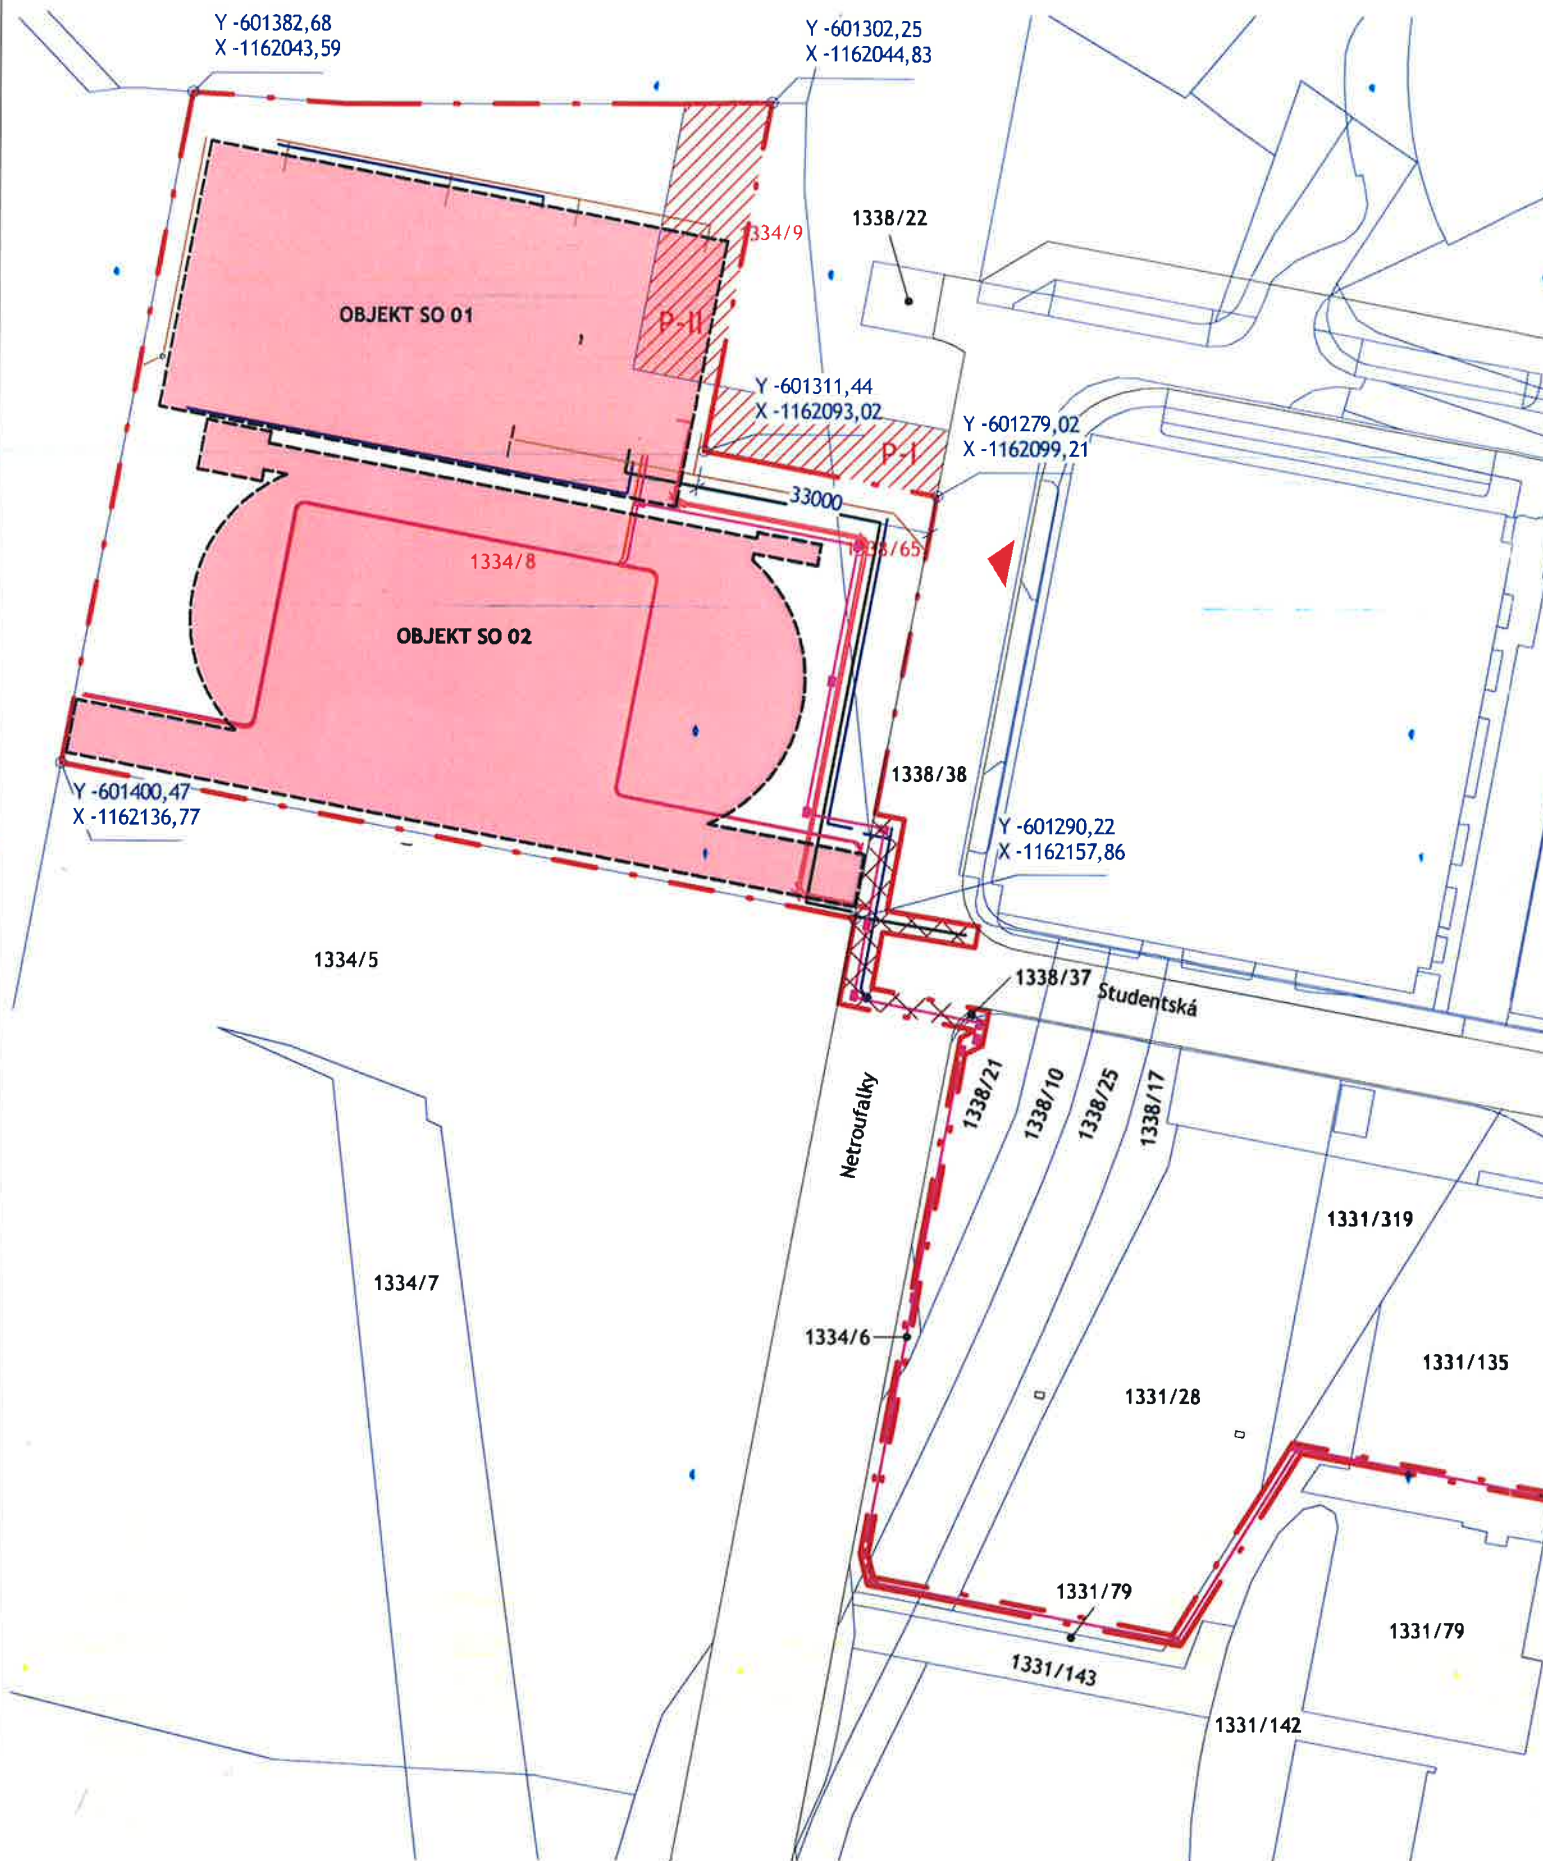 Y -601382,68
X -1162043,59
Y -601302,25
X -1162044,83
1334/9
1338/22
OBJEKT SO 01
P-II
Y -601311,44
X -1162093,02
Y -601279,02
X -1162099,21
P-I
33000
1338/65
1334/8
OBJEKT SO 02
1338/38
Y -601400,47
X -1162136,77
Y -601290,22
X -1162157,86
1334/5
1338/37
Studentská
1338/21
1338/10
1338/25
1338/17
Netroufalky
1331/319
1334/7
1334/6
1331/135
1331/28
1331/79
1331/79
1331/143
1331/142